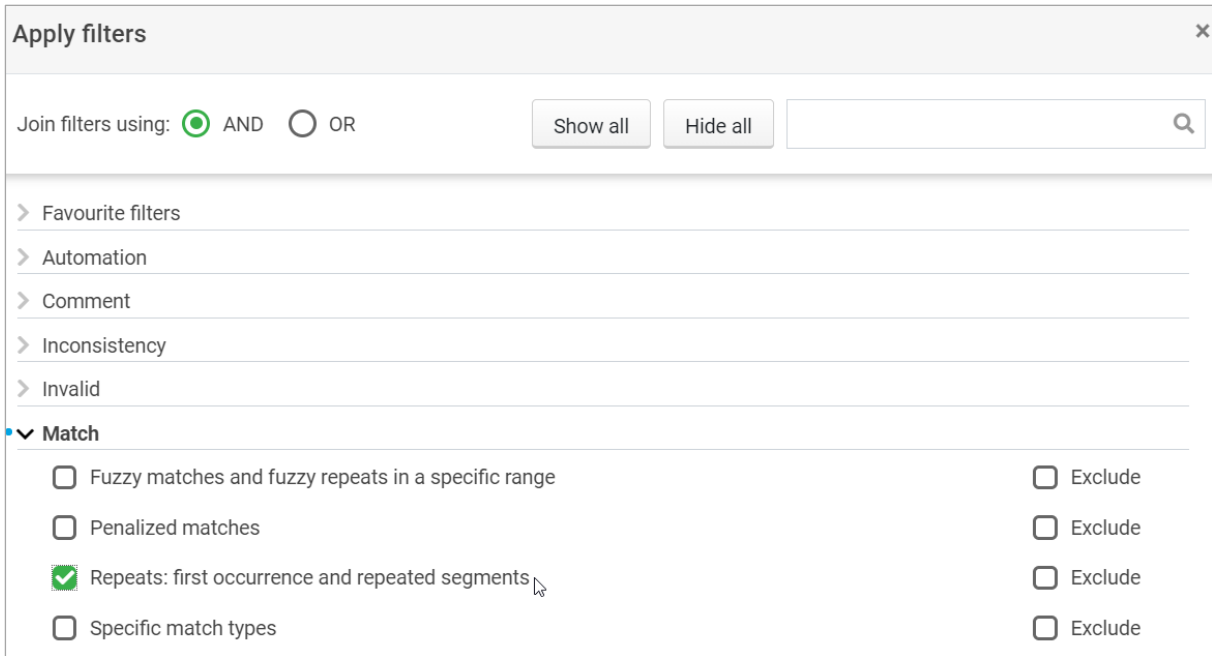 Apply filters
Join filters using: AND OR Show all Hide all
Favourite filters
Automation
Comment
Inconsistency
Invalid
Match
Fuzzy matches and fuzzy repeats in a specific range Exclude
Penalized matches Exclude
Repeats: first occurrence and repeated segments Exclude
Specific match types Exclude